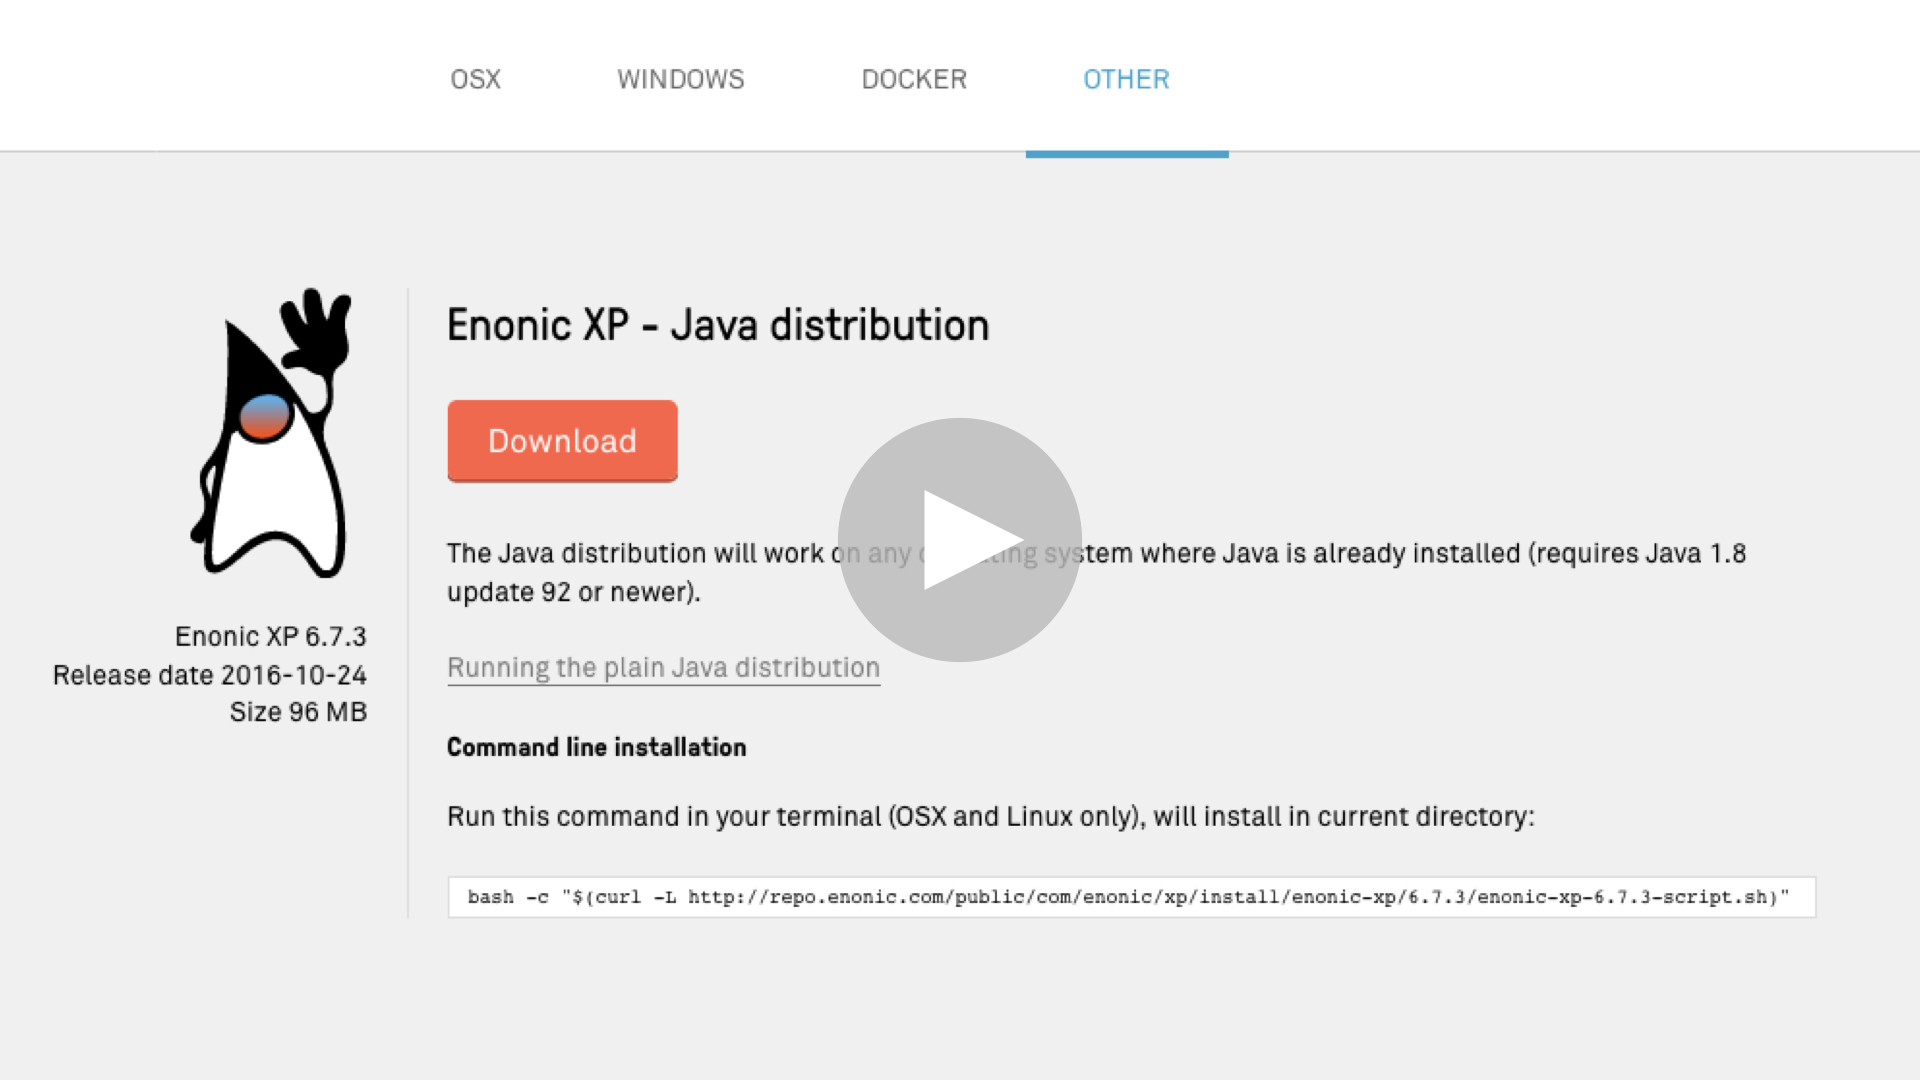 OSX
WINDOWS
DOCKER
OTHER
Enonic XP - Java distribution
Download
The Java distribution will work on any operating system where Java is already installed (requires Java 1.8
update 92 or newer).
Enonic XP 6.7.3
Release date 2016-10-24
Size 96 MB
Running the plain Java distribution
Command line installation
Run this command in your terminal (OSX and Linux only), will install in current directory:
bash -c "$(curl -L http://repo.enonic.com/public/com/enonic/xp/install/enonic-xp/6.7.3/enonic-xp-6.7.3-script.sh)"